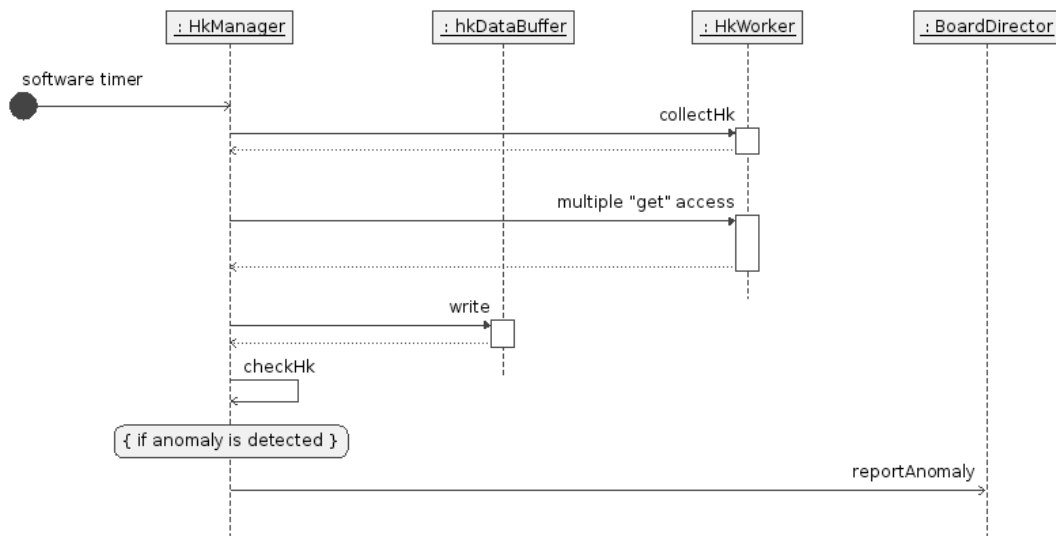 : HkManager
: hkDataBuffer
: HkWorker
: BoardDirector
software timer
collectHk
multiple "get" access
write
checkHk
{ if anomaly is detected }
reportAnomaly